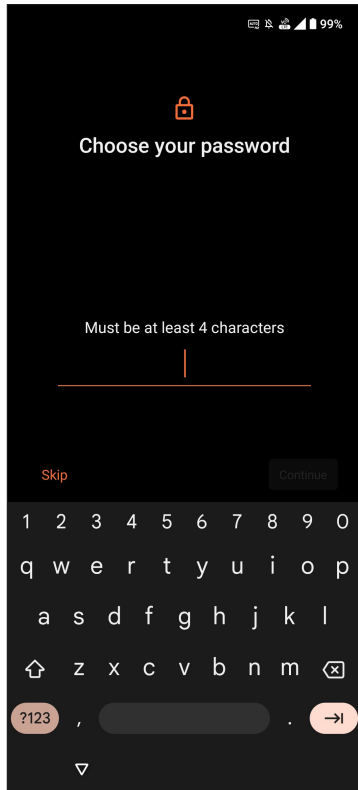 99%
Choose your password
Must be at least 4 characters
Skip Continue
1 2 3 4 5 6 7 8 9 0
q w e r t y u i o p
a s d f g h j k l
z x c v b n m
?123 , .